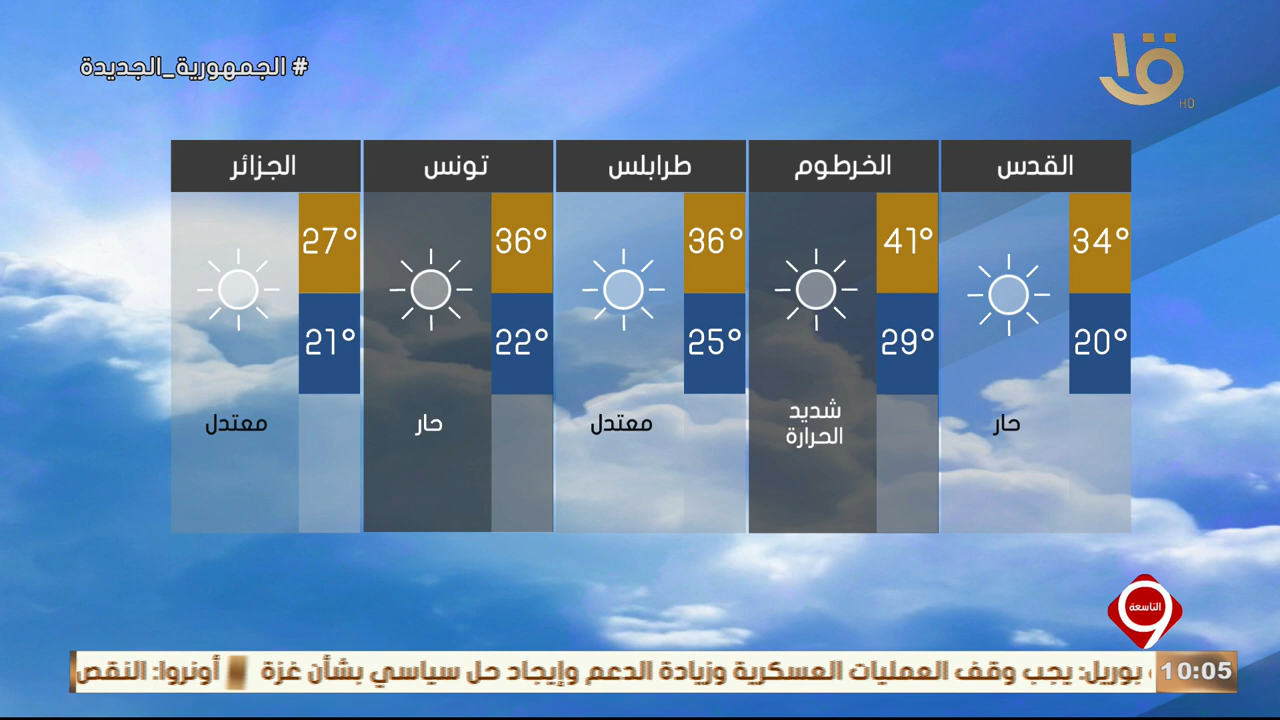 # الجمهورية_الجديدة
HD
القدس
34°
20°
حار
الخرطوم
41°
29°
شديد
الحرارة
طرابلس
36°
25°
معتدل
تونس
36°
22°
حار
الجزائر
27°
21°
معتدل
التاسعة
9
10:05
بوريل: يجب وقف العمليات العسكرية وزيادة الدعم وإيجاد حل سياسي بشأن غزة أونروا: النقص